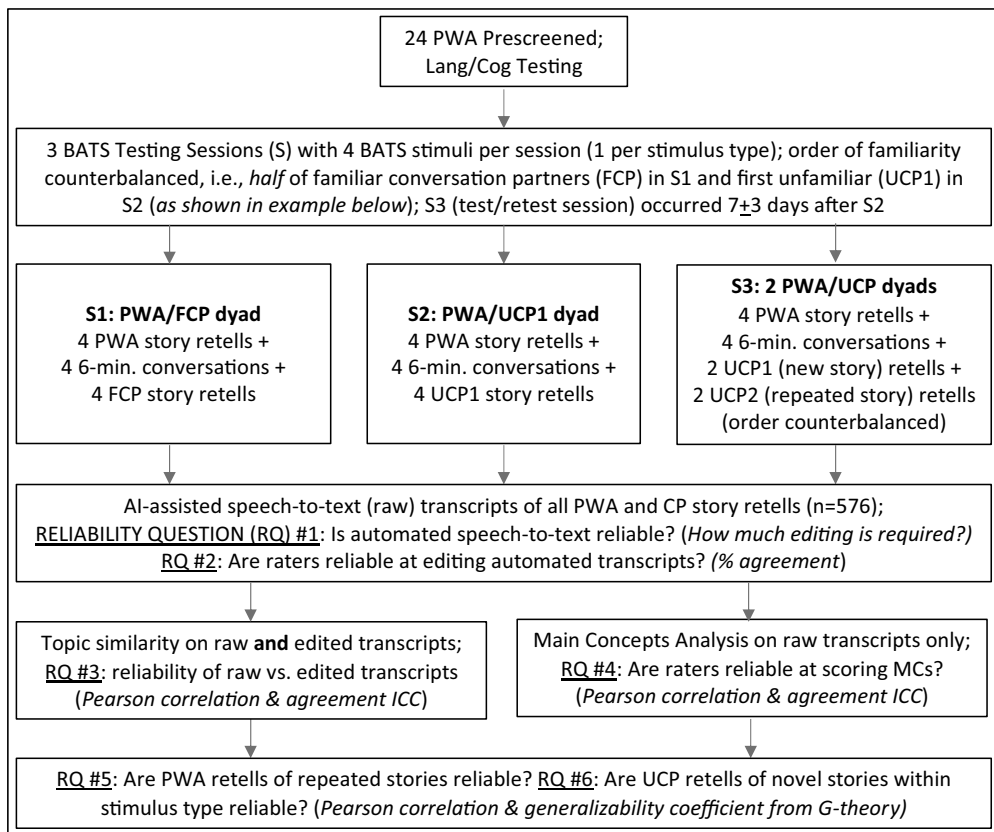 24 PWA Prescreened;
Lang/Cog Testing
3 BATS Testing Sessions (S) with 4 BATS stimuli per session (1 per stimulus type); order of familiarity
counterbalanced, i.e., half of familiar conversation partners (FCP) in S1 and first unfamiliar (UCP1) in
S2 (as shown in example below); S3 (test/retest session) occurred 7±3 days after S2
S1: PWA/FCP dyad
4 PWA story retells +
4 6-min. conversations +
4 FCP story retells
S2: PWA/UCP1 dyad
4 PWA story retells +
4 6-min. conversations +
4 UCP1 story retells
S3: 2 PWA/UCP dyads
4 PWA story retells +
4 6-min. conversations +
2 UCP1 (new story) retells +
2 UCP2 (repeated story) retells
(order counterbalanced)
AI-assisted speech-to-text (raw) transcripts of all PWA and CP story retells (n=576);
RELIABILITY QUESTION (RQ) #1: Is automated speech-to-text reliable? (How much editing is required?)
RQ #2: Are raters reliable at editing automated transcripts? (% agreement)
Topic similarity on raw and edited transcripts;
RQ #3: reliability of raw vs. edited transcripts
(Pearson correlation & agreement ICC)
Main Concepts Analysis on raw transcripts only;
RQ #4: Are raters reliable at scoring MCs?
(Pearson correlation & agreement ICC)
RQ #5: Are PWA retells of repeated stories reliable? RQ #6: Are UCP retells of novel stories within
stimulus type reliable? (Pearson correlation & generalizability coefficient from G-theory)